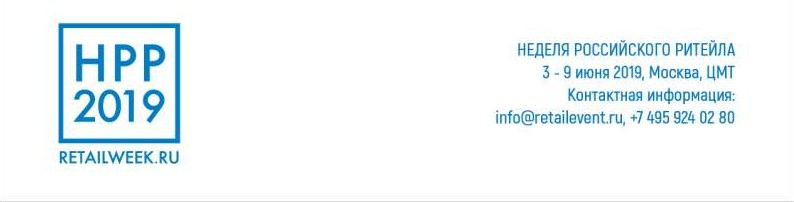 НРР
2019
RETAILWEEK.RU
НЕДЕЛЯ РОССИЙСКОГО РИТЕЙЛА
3 - 9 июня 2019, Москва, ЦМТ
Контактная информация:
info@retailevent.ru, +7 495 924 02 80